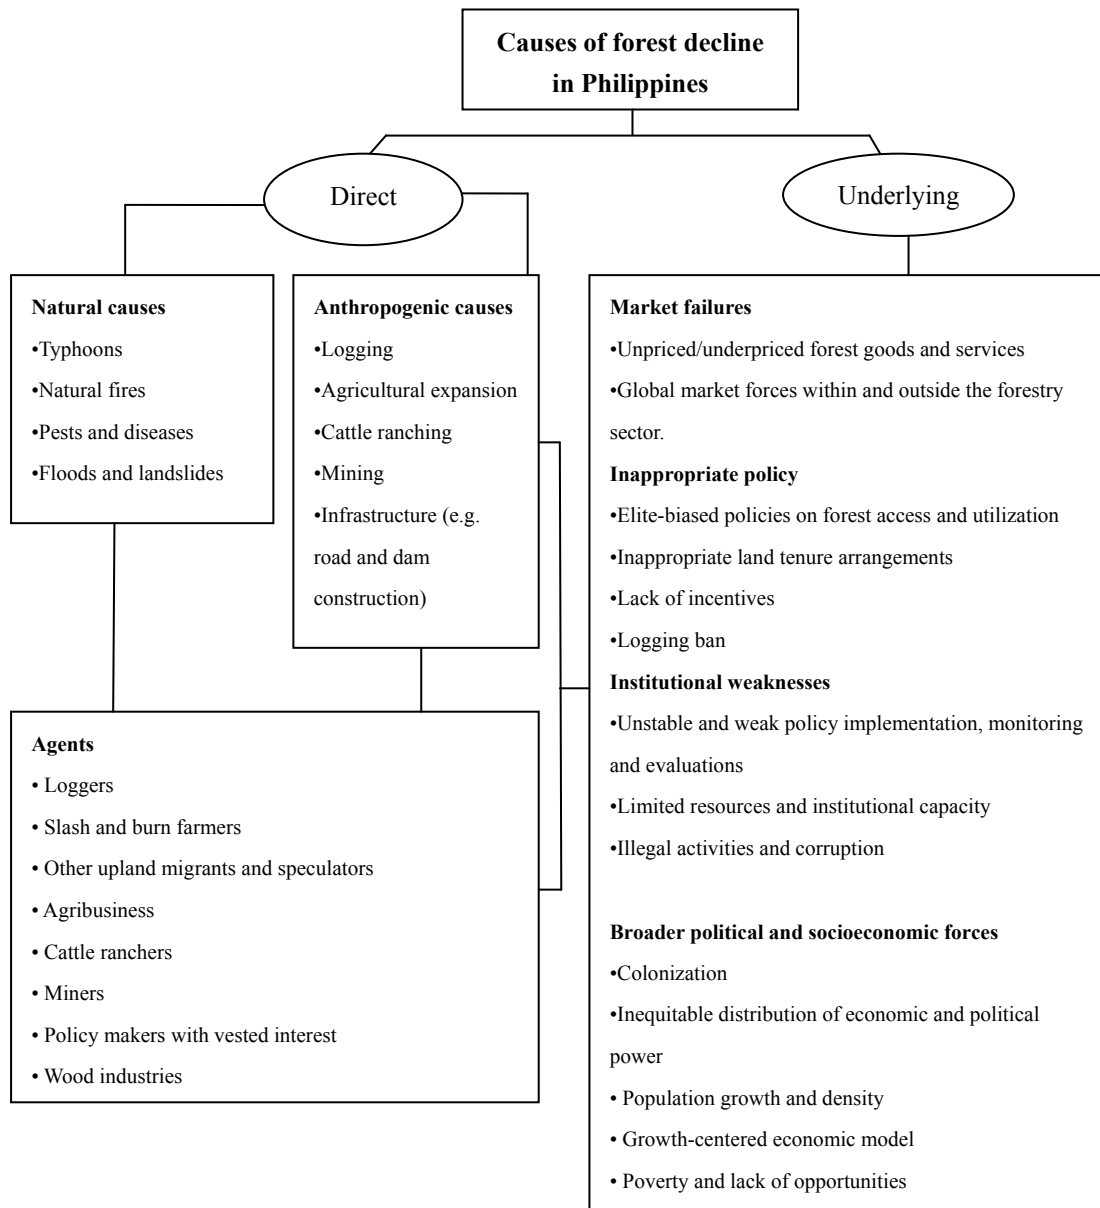 Causes of forest decline
in Philippines
Direct
Underlying
Natural causes
•Typhoons
•Natural fires
•Pests and diseases
•Floods and landslides
Anthropogenic causes
•Logging
•Agricultural expansion
•Cattle ranching
•Mining
•Infrastructure (e.g.
road and dam
construction)
Agents
• Loggers
• Slash and burn farmers
• Other upland migrants and speculators
• Agribusiness
• Cattle ranchers
• Miners
• Policy makers with vested interest
• Wood industries
Market failures
•Unpriced/underpriced forest goods and services
•Global market forces within and outside the forestry
sector.
Inappropriate policy
•Elite-biased policies on forest access and utilization
•Inappropriate land tenure arrangements
•Lack of incentives
•Logging ban
Institutional weaknesses
•Unstable and weak policy implementation, monitoring
and evaluations
•Limited resources and institutional capacity
•Illegal activities and corruption
Broader political and socioeconomic forces
•Colonization
•Inequitable distribution of economic and political
power
• Population growth and density
• Growth-centered economic model
• Poverty and lack of opportunities